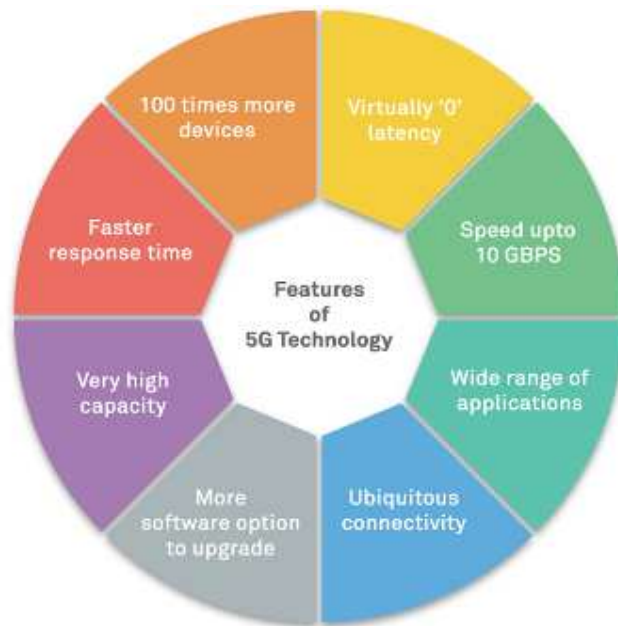 Features
of
5G Technology
Virtually '0'
latency
Speed upto
10 GBPS
Wide range of
applications
Ubiquitous
connectivity
More
software option
to upgrade
Very high
capacity
Faster
response time
100 times more
devices